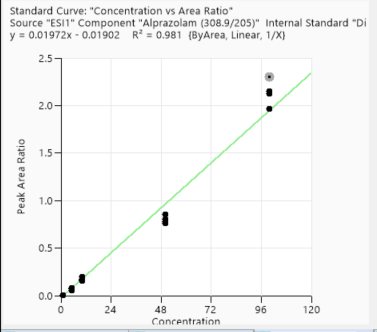 Standard Curve: "Concentration vs Area Ratio"
Source "ESI1" Component "Alprazolam (308.9/205)" Internal Standard "Di
y = 0.01972x - 0.01902 R² = 0.981 (ByArea, Linear, 1/X)
2.5
2.0
1.5
1.0
0.5
0.0
Peak Area Ratio
0 24 48 72 96 120
Concentration